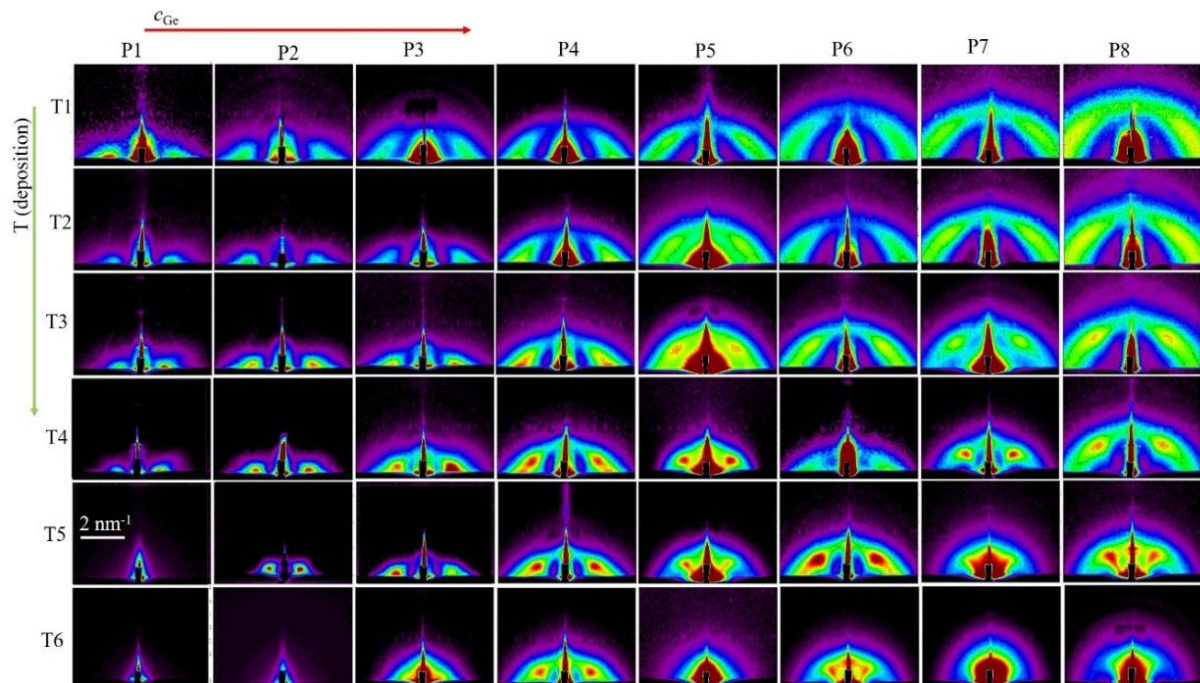 c_Ge
P1 P2 P3 P4 P5 P6 P7 P8
T (deposition)
T1
T2
T3
T4
T5
2 nm⁻¹
T6